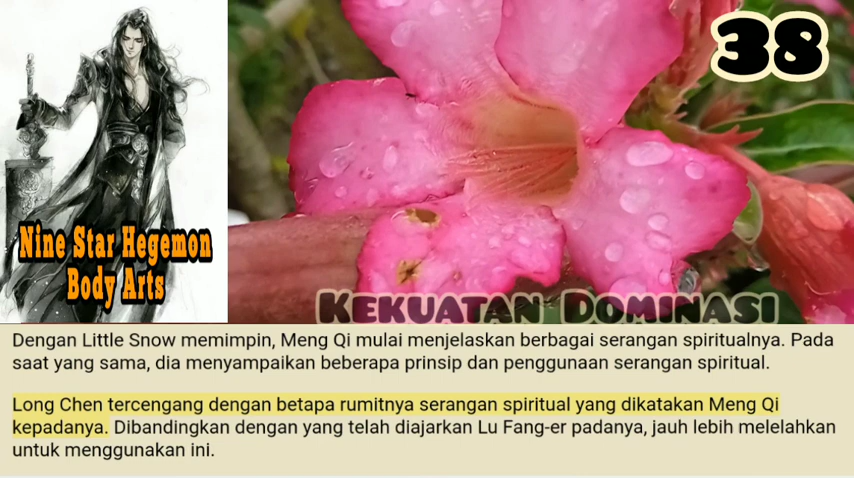 38
Nine Star Hegemon
Body Arts
KEKUATAN DOMINASI
Dengan Little Snow memimpin, Meng Qi mulai menjelaskan berbagai serangan spiritualnya. Pada
saat yang sama, dia menyampaikan beberapa prinsip dan penggunaan serangan spiritual.
Long Chen tercengang dengan betapa rumitnya serangan spiritual yang dikatakan Meng Qi
kepadanya. Dibandingkan dengan yang telah diajarkan Lu Fang-er padanya, jauh lebih melelahkan
untuk menggunakan ini.